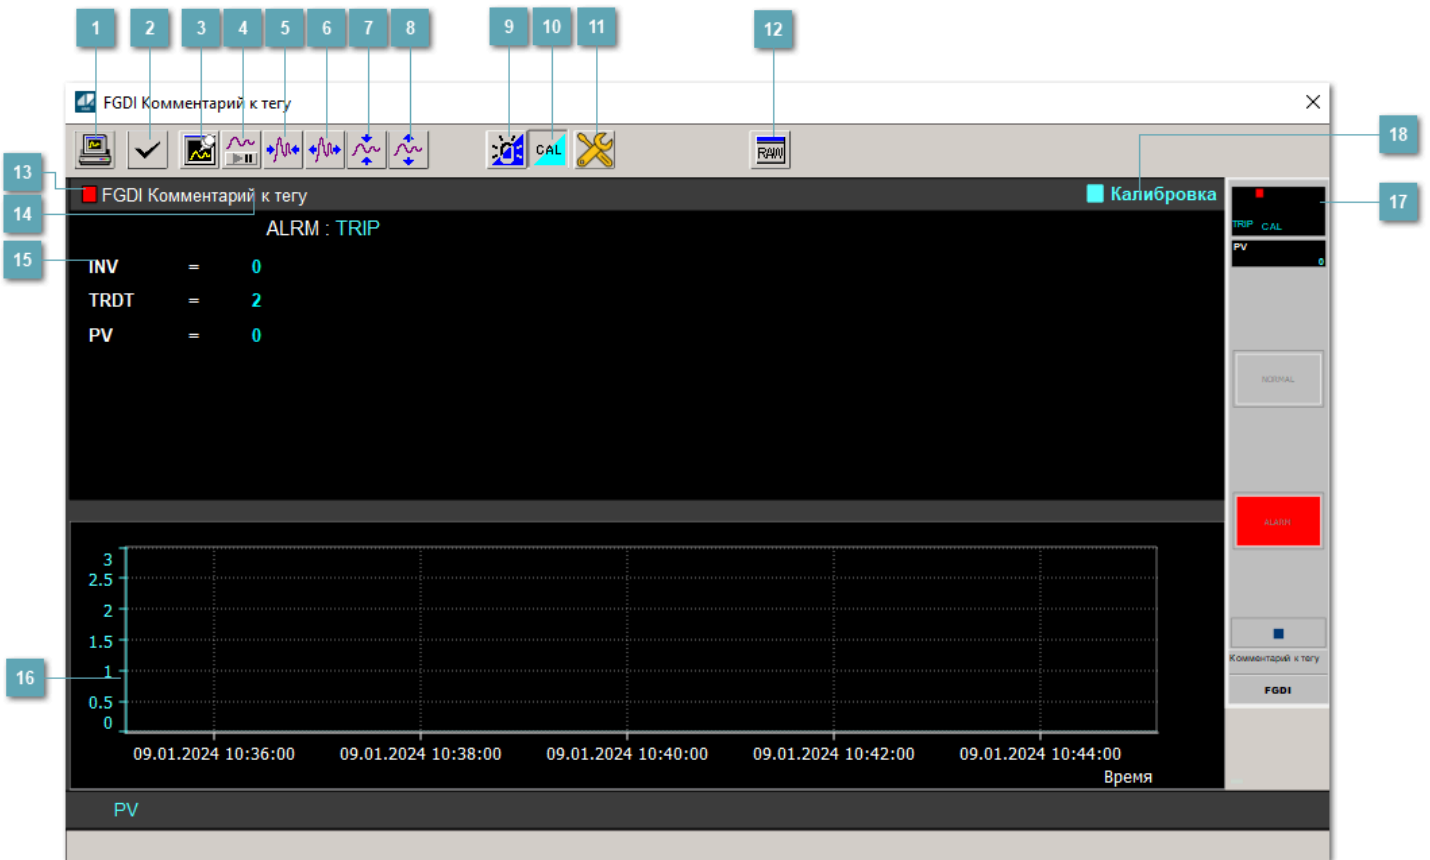 1 2 3 4 5 6 7 8 9 10 11 12
FGDI Комментарий к тегу
CAL
RAW
18
13
FGDI Комментарий к тегу
Калибровка
17
14
ALRM : TRIP
TRIP CAL
15
PV
0
INV = 0
TRDT = 2
PV = 0
NORMAL
ALARM
3
2.5
2
1.5
1
0.5
0
16
Комментарий к тегу
FGDI
09.01.2024 10:36:00 09.01.2024 10:38:00 09.01.2024 10:40:00 09.01.2024 10:42:00 09.01.2024 10:44:00
Время
PV